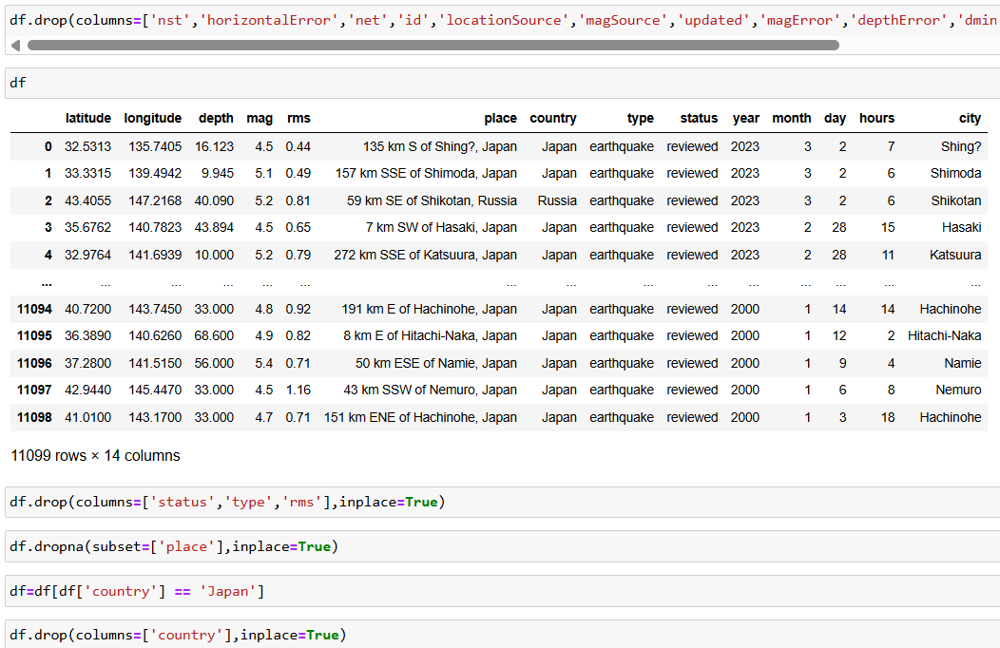 df.drop(columns=['nst','horizontalError','net','id','locationSource','magSource','updated','magError','depthError','dmin
df
latitude longitude depth mag rms place country type status year month day hours city
0 32.5313 135.7405 16.123 4.5 0.44 135 km S of Shing?, Japan Japan earthquake reviewed 2023 3 2 7 Shing?
1 33.3315 139.4942 9.945 5.1 0.49 157 km SSE of Shimoda, Japan Japan earthquake reviewed 2023 3 2 6 Shimoda
2 43.4055 147.2168 40.090 5.2 0.81 59 km SE of Shikotan, Russia Russia earthquake reviewed 2023 3 2 6 Shikotan
3 35.6762 140.7823 43.894 4.5 0.65 7 km SW of Hasaki, Japan Japan earthquake reviewed 2023 2 28 15 Hasaki
4 32.9764 141.6939 10.000 5.2 0.79 272 km SSE of Katsuura, Japan Japan earthquake reviewed 2023 2 28 11 Katsuura
... ... ... ... ... ... ... ... ... ... ... ... ... ... ...
11094 40.7200 143.7450 33.000 4.8 0.92 191 km E of Hachinohe, Japan Japan earthquake reviewed 2000 1 14 14 Hachinohe
11095 36.3890 140.6260 68.600 4.9 0.82 8 km E of Hitachi-Naka, Japan Japan earthquake reviewed 2000 1 12 2 Hitachi-Naka
11096 37.2800 141.5150 56.000 5.4 0.71 50 km ESE of Namie, Japan Japan earthquake reviewed 2000 1 9 4 Namie
11097 42.9440 145.4470 33.000 4.5 1.16 43 km SSW of Nemuro, Japan Japan earthquake reviewed 2000 1 6 8 Nemuro
11098 41.0100 143.1700 33.000 4.7 0.71 151 km ENE of Hachinohe, Japan Japan earthquake reviewed 2000 1 3 18 Hachinohe
11099 rows × 14 columns
df.drop(columns=['status','type','rms'],inplace=True)
df.dropna(subset=['place'],inplace=True)
df=df[df['country'] == 'Japan']
df.drop(columns=['country'],inplace=True)